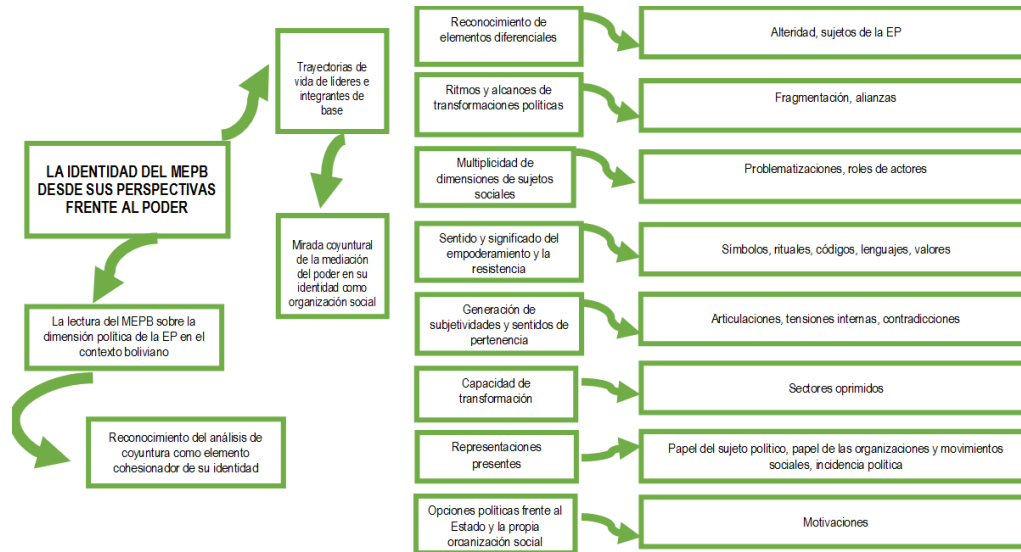 LA IDENTIDAD DEL MEPB
DESDE SUS PERSPECTIVAS
FRENTE AL PODER
Trayectorias de
vida de líderes e
integrantes de
base
Mirada coyuntural
de la mediación
del poder en su
identidad como
organización social
La lectura del MEPB sobre la
dimensión política de la EP en el
contexto boliviano
Reconocimiento del análisis de
coyuntura como elemento
cohesionador de su identidad
Reconocimiento de
elementos diferenciales
Alteridad, sujetos de la EP
Ritmos y alcances de
transformaciones políticas
Fragmentación, alianzas
Multiplicidad de
dimensiones de sujetos
sociales
Problematizaciones, roles de actores
Sentido y significado del
empoderamiento y la
resistencia
Símbolos, rituales, códigos, lenguajes, valores
Generación de
subjetividades y sentidos de
pertenencia
Articulaciones, tensiones internas, contradicciones
Capacidad de
transformación
Sectores oprimidos
Representaciones
presentes
Papel del sujeto político, papel de las organizaciones y movimientos
sociales, incidencia política
Opciones políticas frente al
Estado y la propia
organización social
Motivaciones